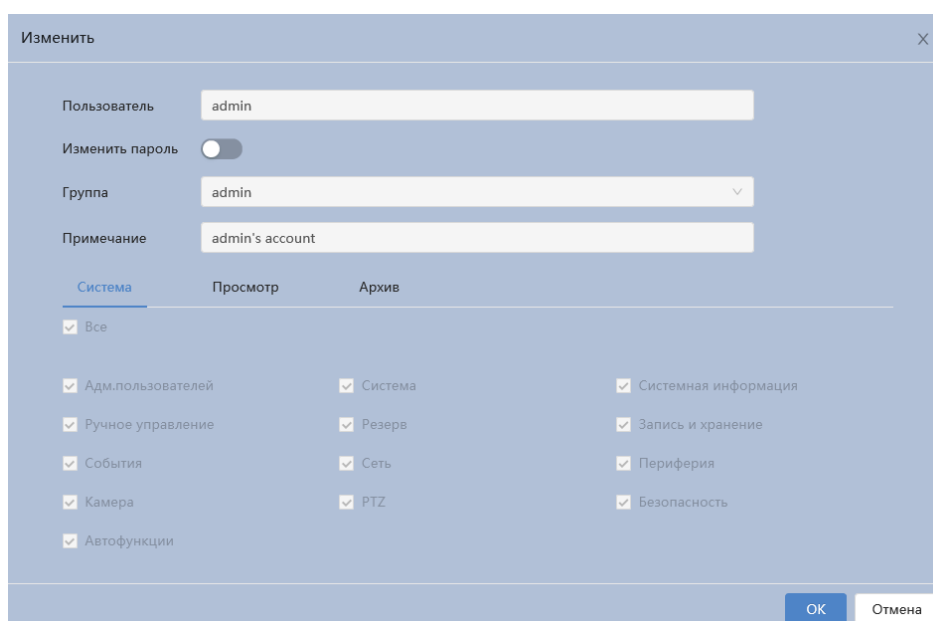 Изменить
Пользователь admin
Изменить пароль
Группа admin
Примечание admin's account
Система Просмотр Архив
Все
Адм.пользователей Система Системная информация
Ручное управление Резерв Запись и хранение
События Сеть Периферия
Камера PTZ Безопасность
Автофункции
ОК Отмена